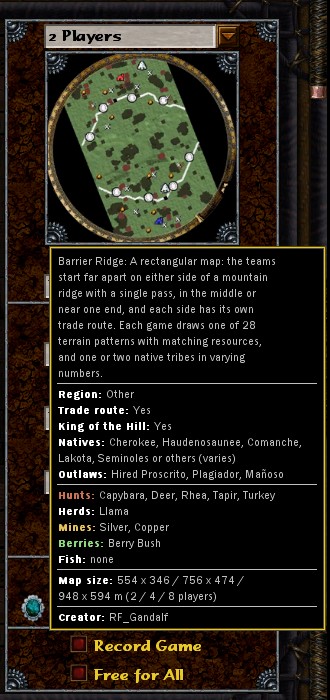 2 Players
Barrier Ridge: A rectangular map: the teams
start far apart on either side of a mountain
ridge with a single pass, in the middle or
near one end, and each side has its own
trade route. Each game draws one of 28
terrain patterns with matching resources,
and one or two native tribes in varying
numbers.
Region: Other
Trade route: Yes
King of the Hill: Yes
Natives: Cherokee, Haudenosaunee, Comanche,
Lakota, Seminoles or others (varies)
Outlaws: Hired Proscrito, Plagiador, Mañoso
Hunts: Capybara, Deer, Rhea, Tapir, Turkey
Herds: Llama
Mines: Silver, Copper
Berries: Berry Bush
Fish: none
Map size: 554 x 346 / 756 x 474 /
948 x 594 m (2 / 4 / 8 players)
Creator: RF_Gandalf
Record Game
Free for All